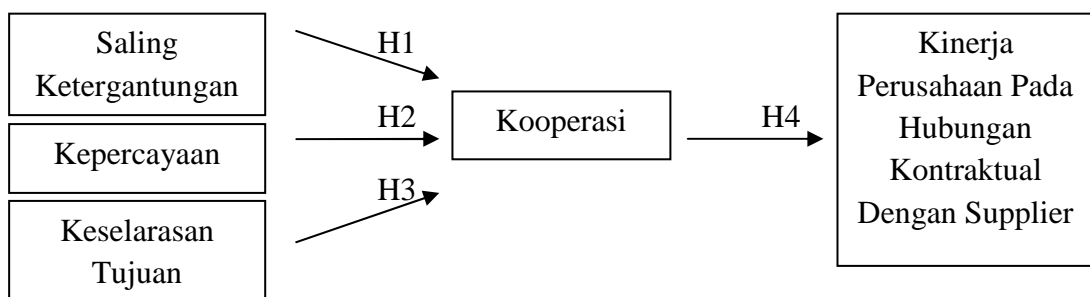 Saling
Ketergantungan
H1
Kepercayaan
H2
Keselarasan
Tujuan
H3
Kooperasi
H4
Kinerja
Perusahaan Pada
Hubungan
Kontraktual
Dengan Supplier